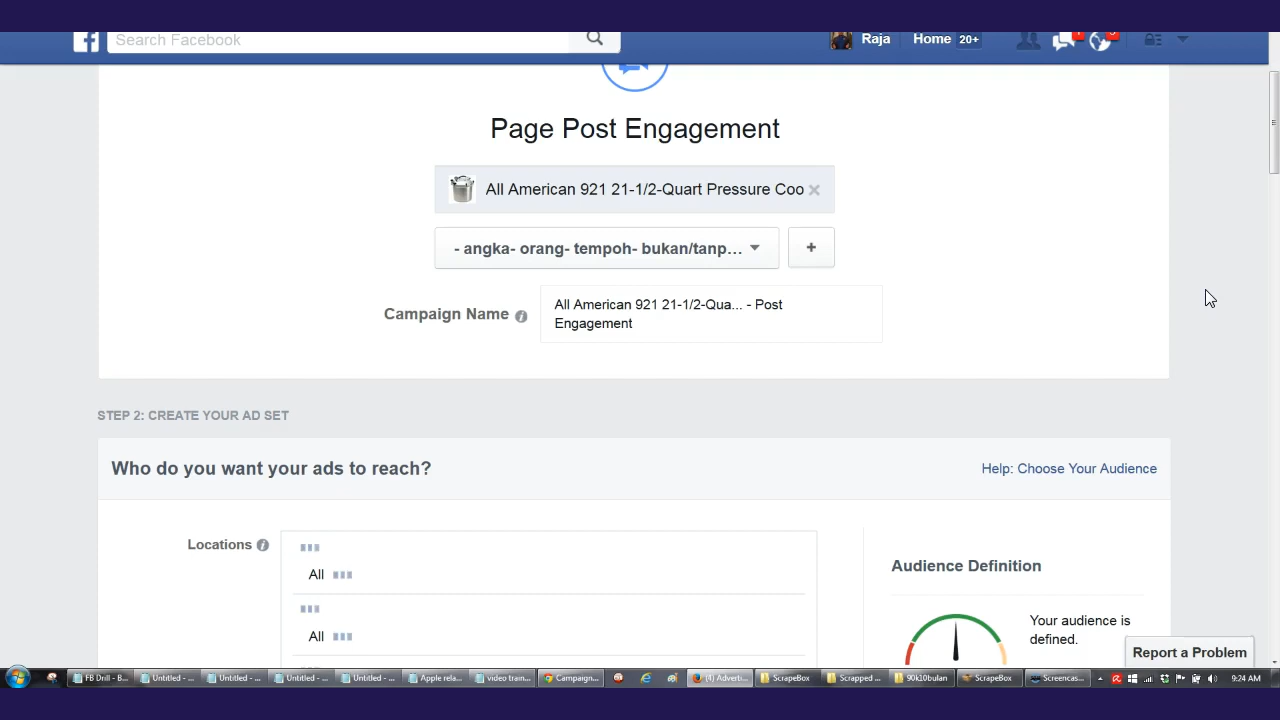 Search Facebook
Raja Home 20+
Page Post Engagement
All American 921 21-1/2-Quart Pressure Coo
- angka- orang- tempoh- bukan/tanp...
+
Campaign Name
All American 921 21-1/2-Qua... - Post
Engagement
STEP 2: CREATE YOUR AD SET
Who do you want your ads to reach?
Help: Choose Your Audience
Locations
All
All
Audience Definition
Your audience is
defined.
Report a Problem
FB Drill - B... Untitled - ... Untitled - ... Untitled - ... Untitled - ... Apple rela... video train... Campaign... (4) Adverti... ScrapeBox Scrapped ... 90k10bulan ScrapeBox Screencas... 9:24 AM